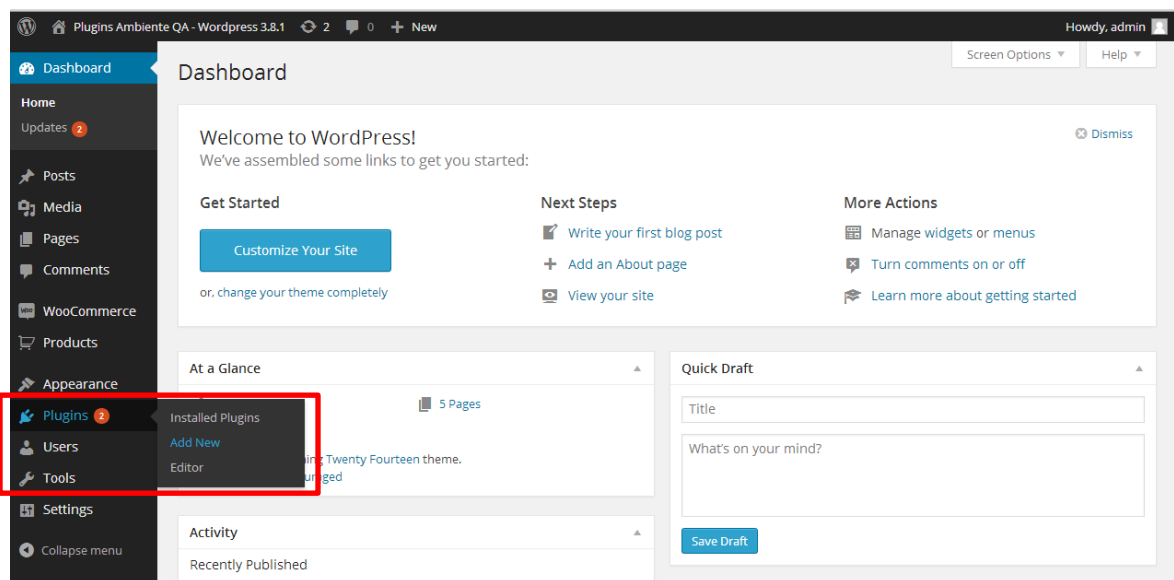 Plugins Ambiente QA - Wordpress 3.8.1 2 0 + New Howdy, admin
Screen Options Help
Dashboard
Home
Updates 2
Posts
Media
Pages
Comments
WooCommerce
Products
Appearance
Plugins 2
Installed Plugins
Add New
Editor
Users
Tools
Settings
Collapse menu
Dashboard
Welcome to WordPress!
Dismiss
We've assembled some links to get you started:
Get Started
Customize Your Site
or, change your theme completely
Next Steps
Write your first blog post
Add an About page
View your site
More Actions
Manage widgets or menus
Turn comments on or off
Learn more about getting started
At a Glance
5 Pages
Twenty Fourteen theme.
Activity
Recently Published
Quick Draft
Title
What's on your mind?
Save Draft